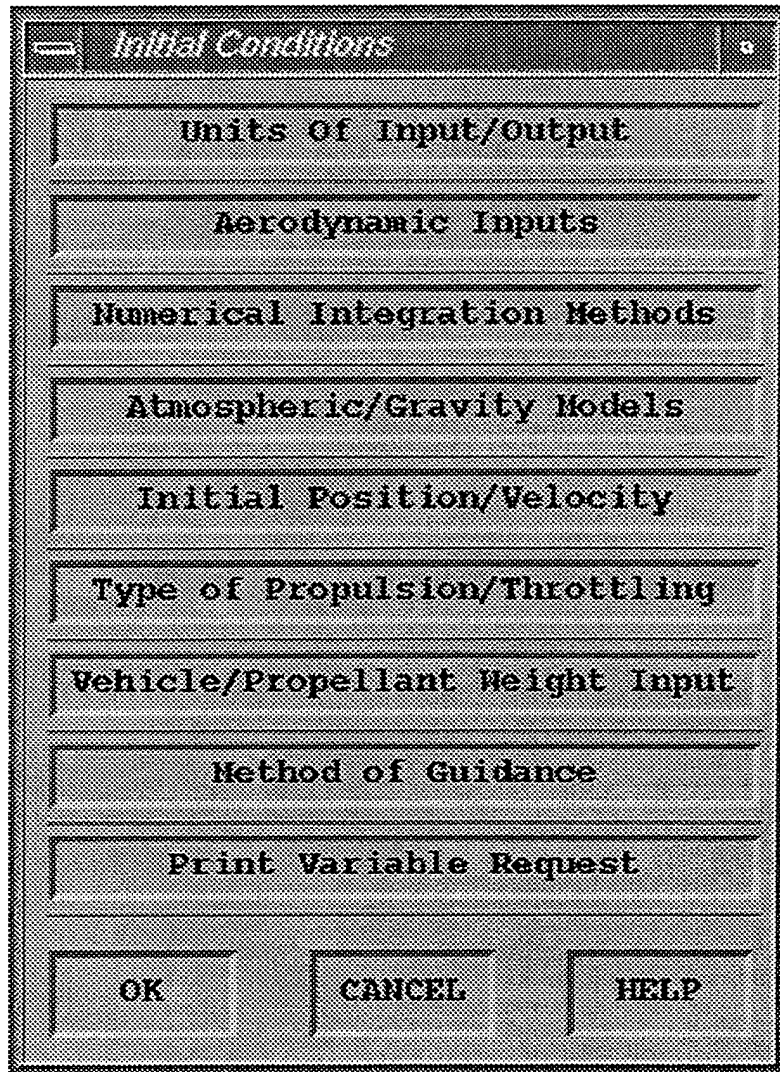 Initial Conditions
Units Of Input/Output
Aerodynamic Inputs
Numerical Integration Methods
Atmospheric/Gravity Models
Initial Position/Velocity
Type of Propulsion/Throttling
Vehicle/Propellant Weight Input
Method of Guidance
Print Variable Request
OK CANCEL HELP